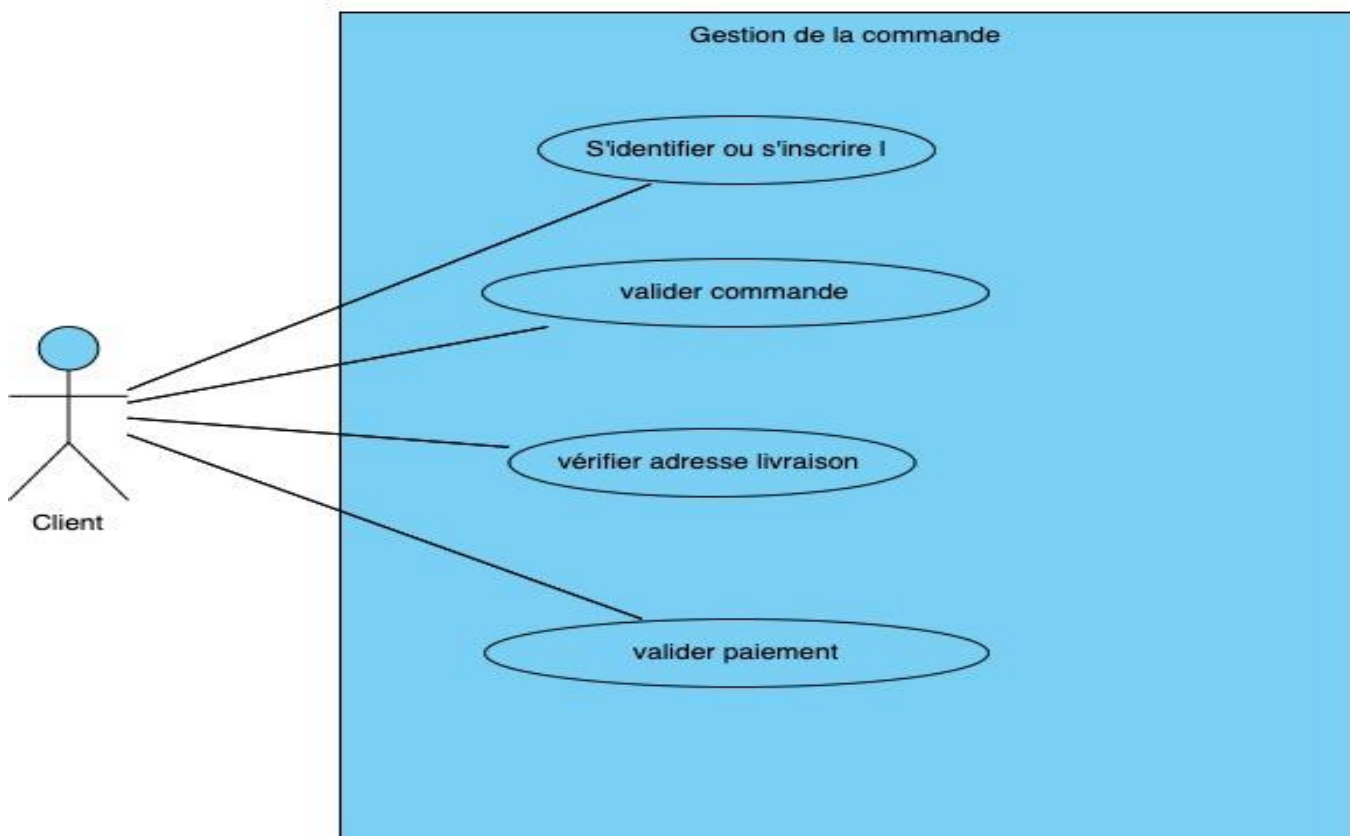 Gestion de la commande
S'identifier ou s'inscrire l
valider commande
vérifier adresse livraison
Client
valider paiement